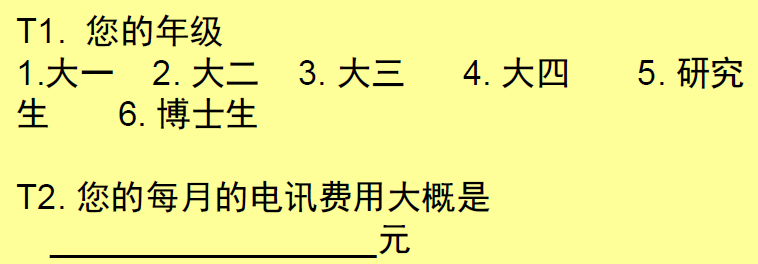 T1. 您的年级
1.大一 2. 大二 3. 大三 4. 大四 5. 研究
生 6. 博士生
T2. 您的每月的电讯费用大概是
__________________元